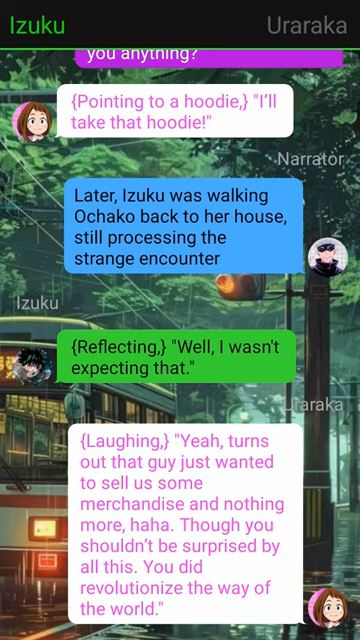 Izuku Uraraka
you anything?
{Pointing to a hoodie,} "I'll
take that hoodie!"
Narrator
Later, Izuku was walking
Ochako back to her house,
still processing the
strange encounter
Izuku
{Reflecting,} "Well, I wasn't
expecting that."
Uraraka
{Laughing,} "Yeah, turns
out that guy just wanted
to sell us some
merchandise and nothing
more, haha. Though you
shouldn't be surprised by
all this. You did
revolutionize the way of
the world."